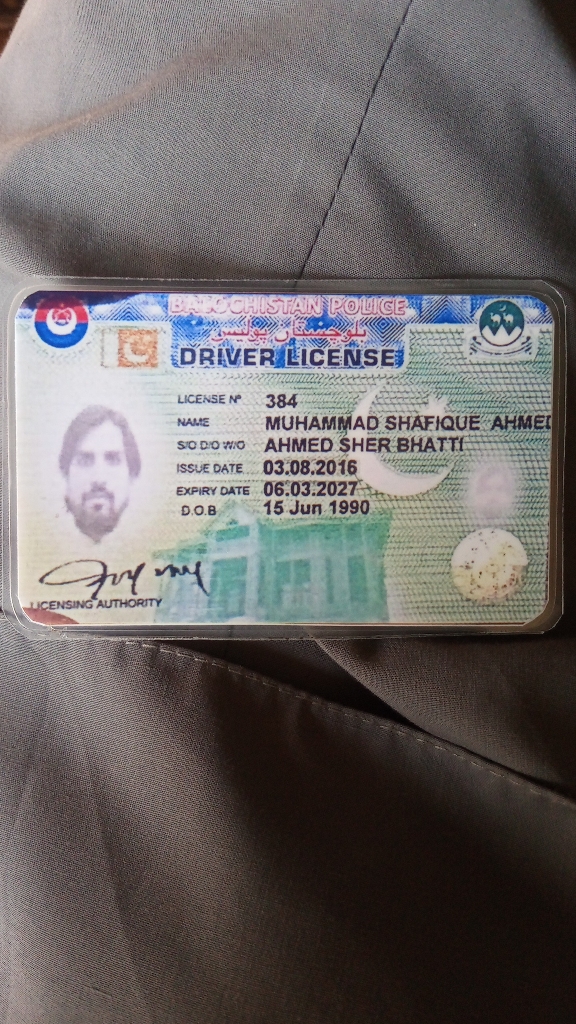 BALOCHISTAN POLICE
بلوچستان پولیس
DRIVER LICENSE
LICENSE Nº 384
NAME MUHAMMAD SHAFIQUE AHMED
S/O D/O W/O AHMED SHER BHATTI
ISSUE DATE 03.08.2016
EXPIRY DATE 06.03.2027
D.O.B 15 Jun 1990
LICENSING AUTHORITY